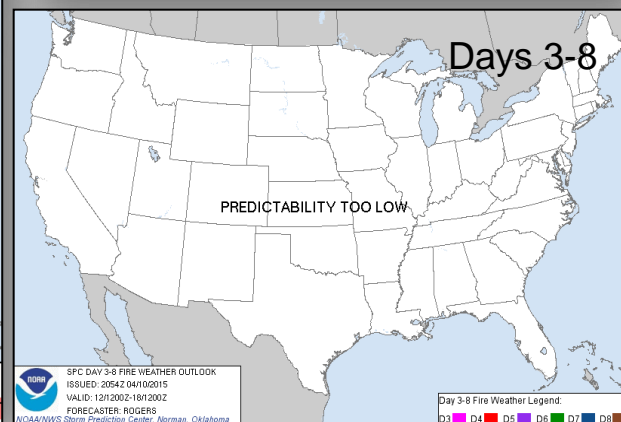 Days 3-8
PREDICTABILITY TOO LOW
NOAA
SPC DAY 3-8 FIRE WEATHER OUTLOOK
ISSUED: 2054Z 04/10/2015
VALID: 12/1200Z-18/1200Z
FORECASTER: ROGERS
NOAA/NWS Storm Prediction Center, Norman, Oklahoma
Day 3-8 Fire Weather Legend:
D3 D4 D5 D6 D7 D8